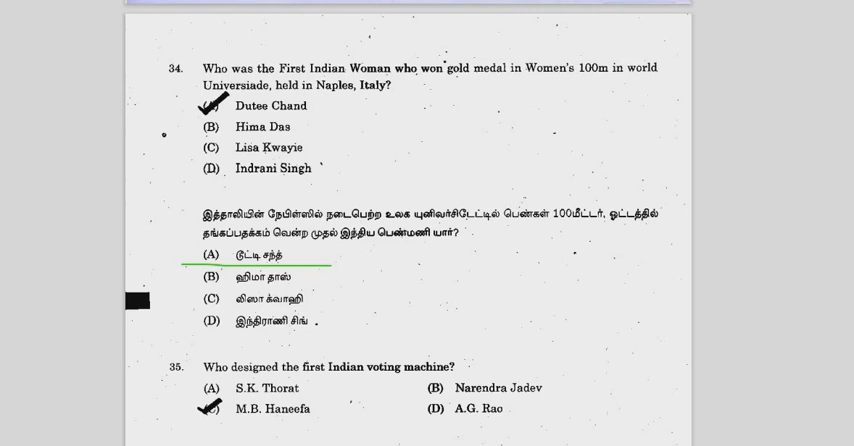 34. Who was the First Indian Woman who won gold medal in Women's 100m in world
Universiade, held in Naples, Italy?
(A) Dutee Chand
(B) Hima Das
(C) Lisa Kwayie
(D) Indrani Singh
இத்தாலியின் நேபிள்ஸில் நடைபெற்ற உலக யுனிவர்சிடேட்டில் பெண்கள் 100மீட்டர், ஓட்டத்தில்
தங்கப்பதக்கம் வென்ற முதல் இந்திய பெண்மணி யார்?
(A) டூட்டி சந்த்
(B) ஹிமா தாஸ்
(C) லிஸா க்வாஹி
(D) இந்திராணி சிங்
35. Who designed the first Indian voting machine?
(A) S.K. Thorat (B) Narendra Jadev
(C) M.B. Haneefa (D) A.G. Rao